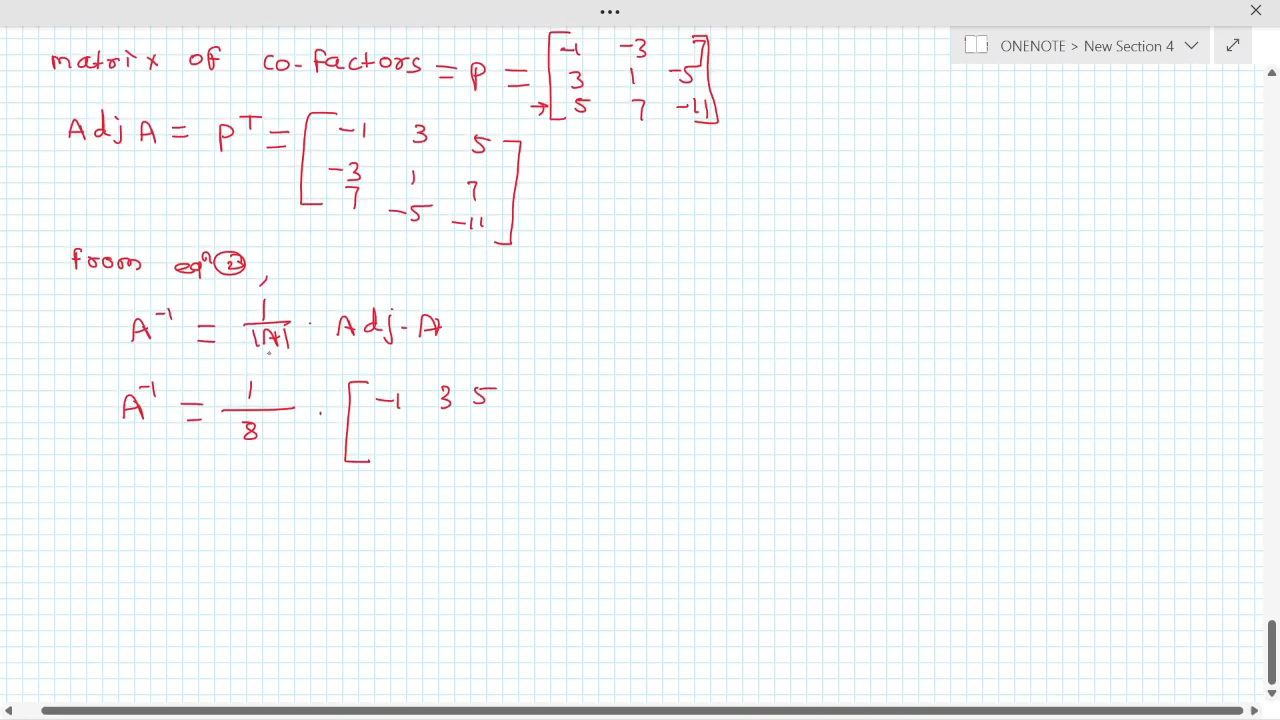 ONENOTE > New Section 4
matrix of co-factors = P = [ -1 -3 7
3 1 -5
→ 5 7 -11 ]
Adj A = P^T = [ -1 3 5
-3 1 7
7 -5 -11 ]
from eqⁿ ②,
A^-1 = 1/|A| · Adj-A
A^-1 = 1/8 · [ -1 3 5